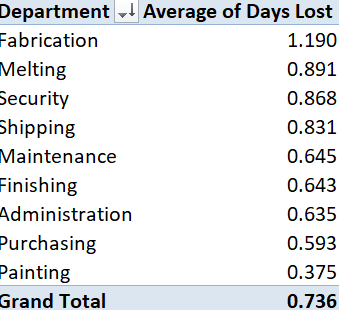 Department Average of Days Lost
Fabrication 1.190
Melting 0.891
Security 0.868
Shipping 0.831
Maintenance 0.645
Finishing 0.643
Administration 0.635
Purchasing 0.593
Painting 0.375
Grand Total 0.736